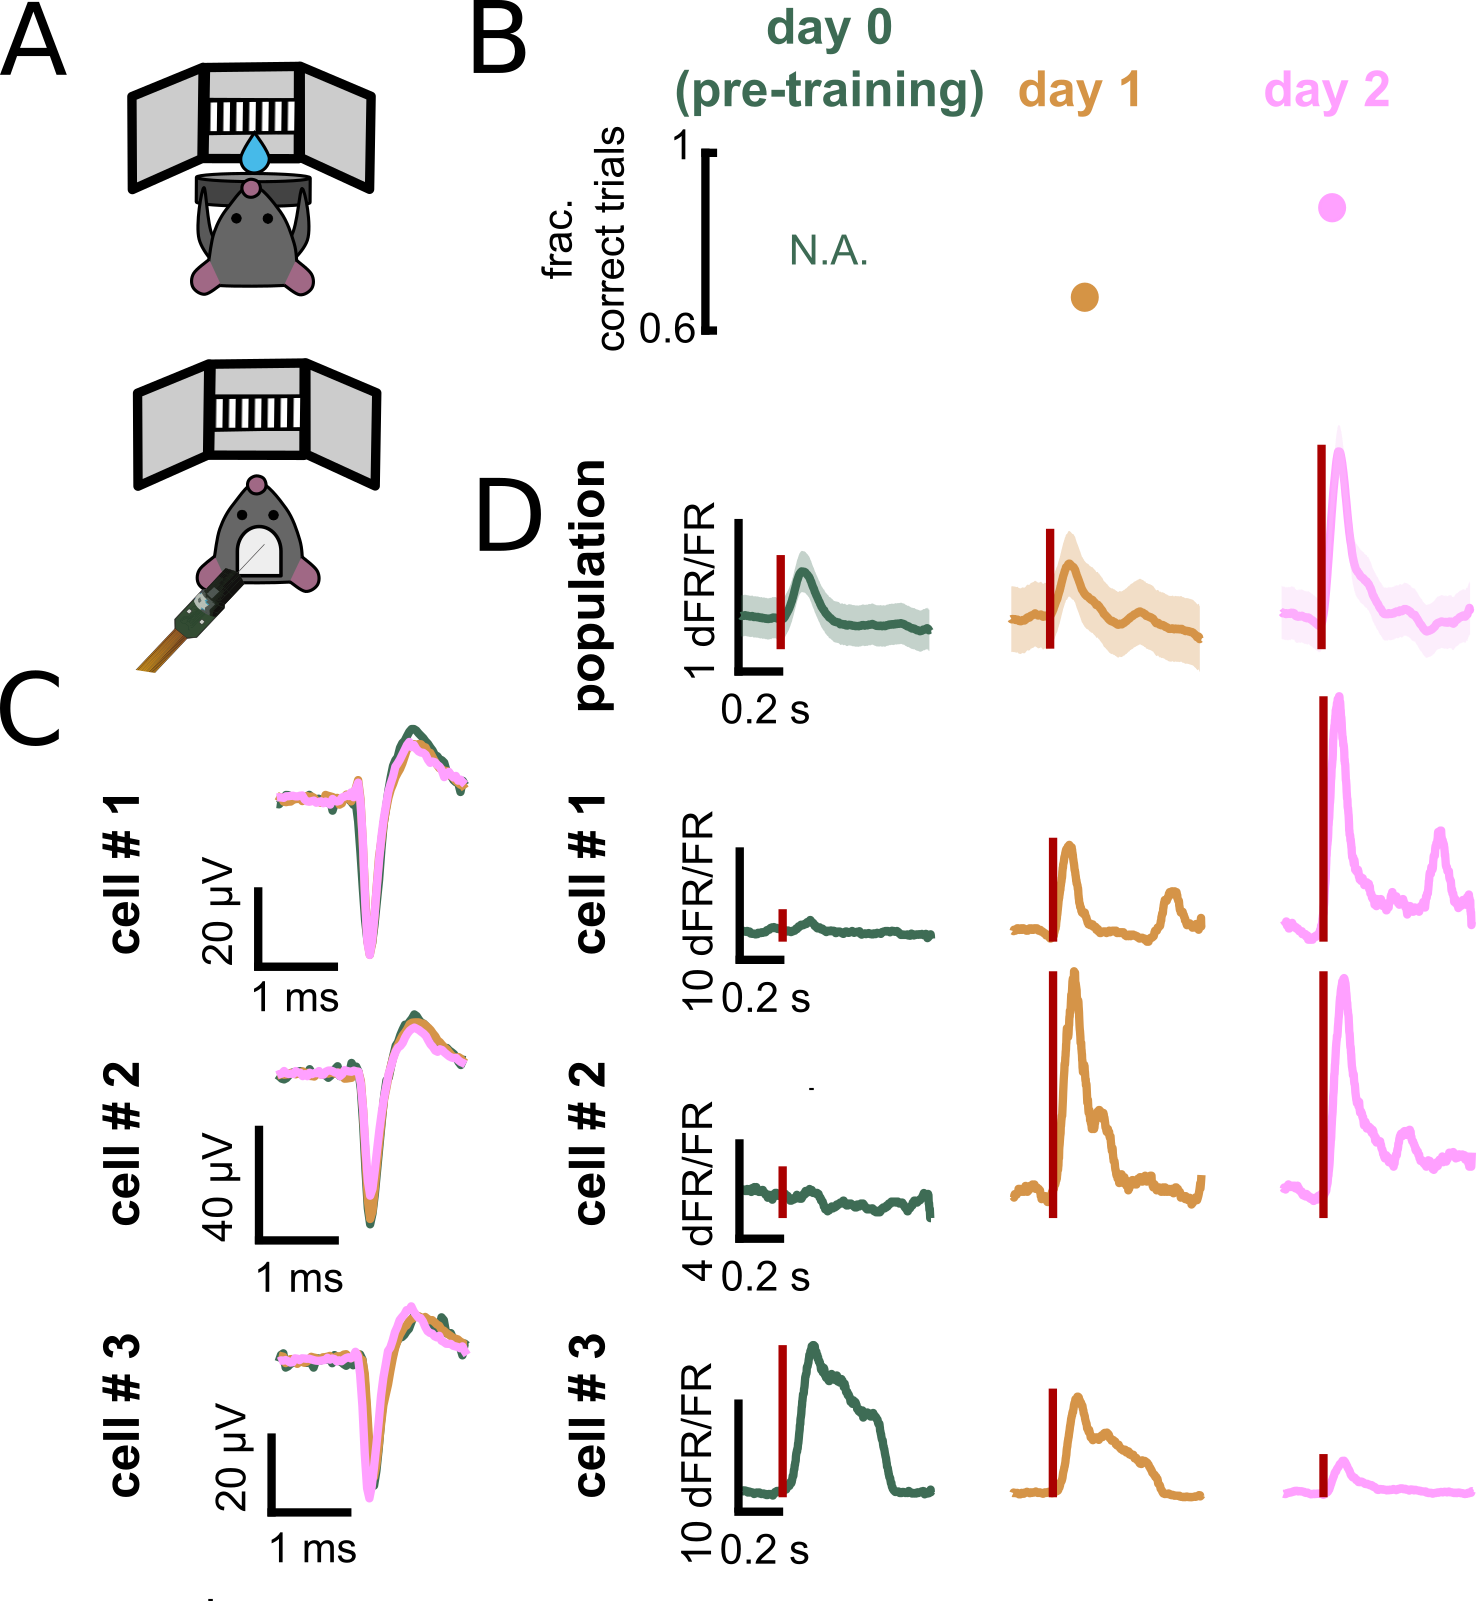 A
B
day 0
(pre-training)
day 1
day 2
frac.
correct trials
1
0.6
N.A.
C
cell # 1
20 µV
1 ms
cell # 2
40 µV
1 ms
cell # 3
20 µV
1 ms
D
population
1 dFR/FR
0.2 s
cell # 1
10 dFR/FR
0.2 s
cell # 2
4 dFR/FR
0.2 s
cell # 3
10 dFR/FR
0.2 s